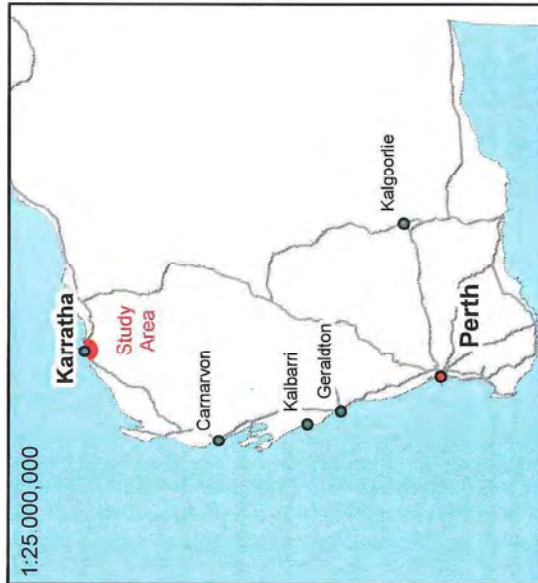 1:25.000,000
Karratha
Study
Area
Carnarvon
Kalbarri
Geraldton
Kalgoorlie
Perth